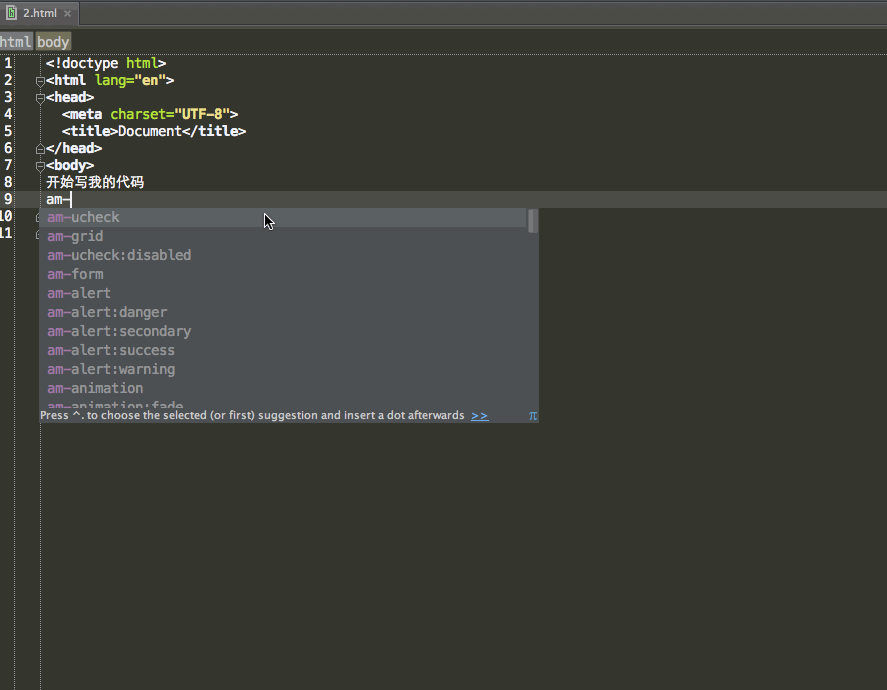 2.html
html body
1 <!doctype html>
2 <html lang="en">
3 <head>
4 <meta charset="UTF-8">
5 <title>Document</title>
6 </head>
7 <body>
8 开始写我的代码
9 am-
10 am-ucheck
11 am-grid
am-ucheck:disabled
am-form
am-alert
am-alert:danger
am-alert:secondary
am-alert:success
am-alert:warning
am-animation
am-animation:fade
Press ^. to choose the selected (or first) suggestion and insert a dot afterwards >> π